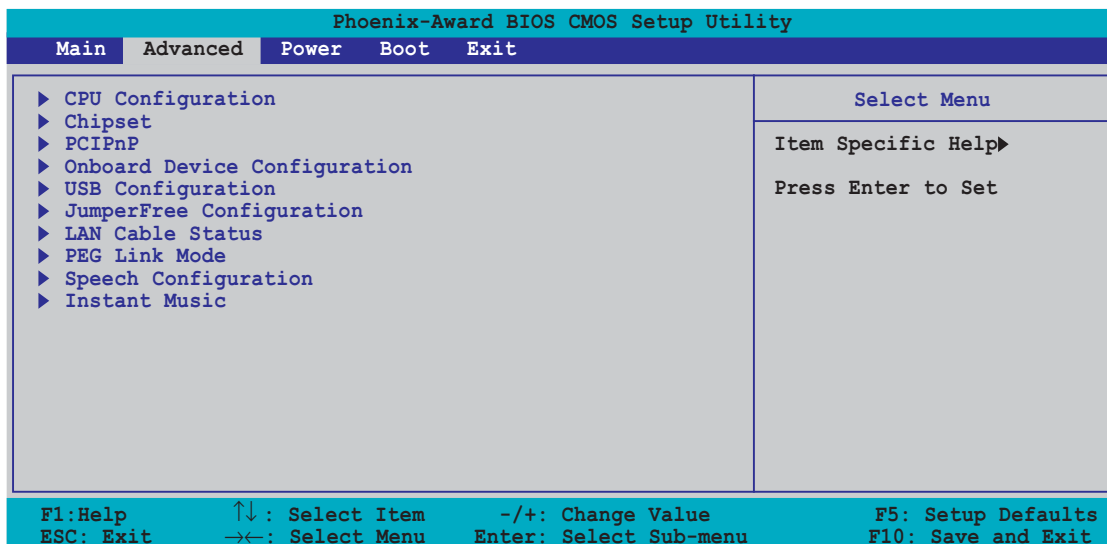 Phoenix-Award BIOS CMOS Setup Utility
Main Advanced Power Boot Exit
CPU Configuration
Chipset
PCIPnP
Onboard Device Configuration
USB Configuration
JumperFree Configuration
LAN Cable Status
PEG Link Mode
Speech Configuration
Instant Music
Select Menu
Item Specific Help
Press Enter to Set
F1:Help ↑↓: Select Item -/+: Change Value F5: Setup Defaults
ESC: Exit →←: Select Menu Enter: Select Sub-menu F10: Save and Exit